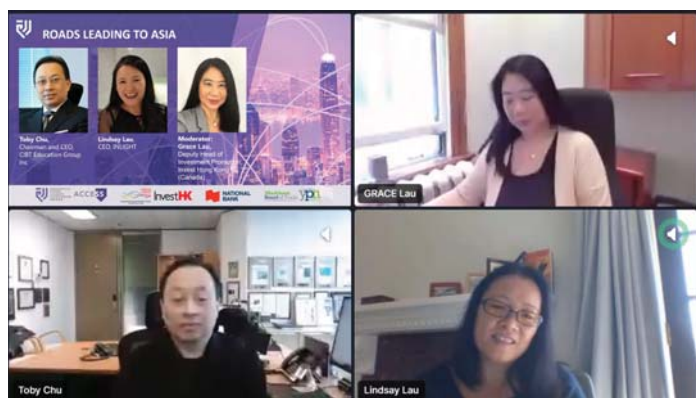 ROADS LEADING TO ASIA
Toby Chu,
Chairman and CEO,
CIBT Education Group
Inc
Lindsay Lau,
CEO, INLIGHT
Moderator:
Grace Lau,
Deputy Head of
Investment Promotion
Invest Hong Kong
(Canada)
ACCESS
InvestHK
NATIONAL
BANK
ypn
GRACE Lau
Toby Chu
Lindsay Lau